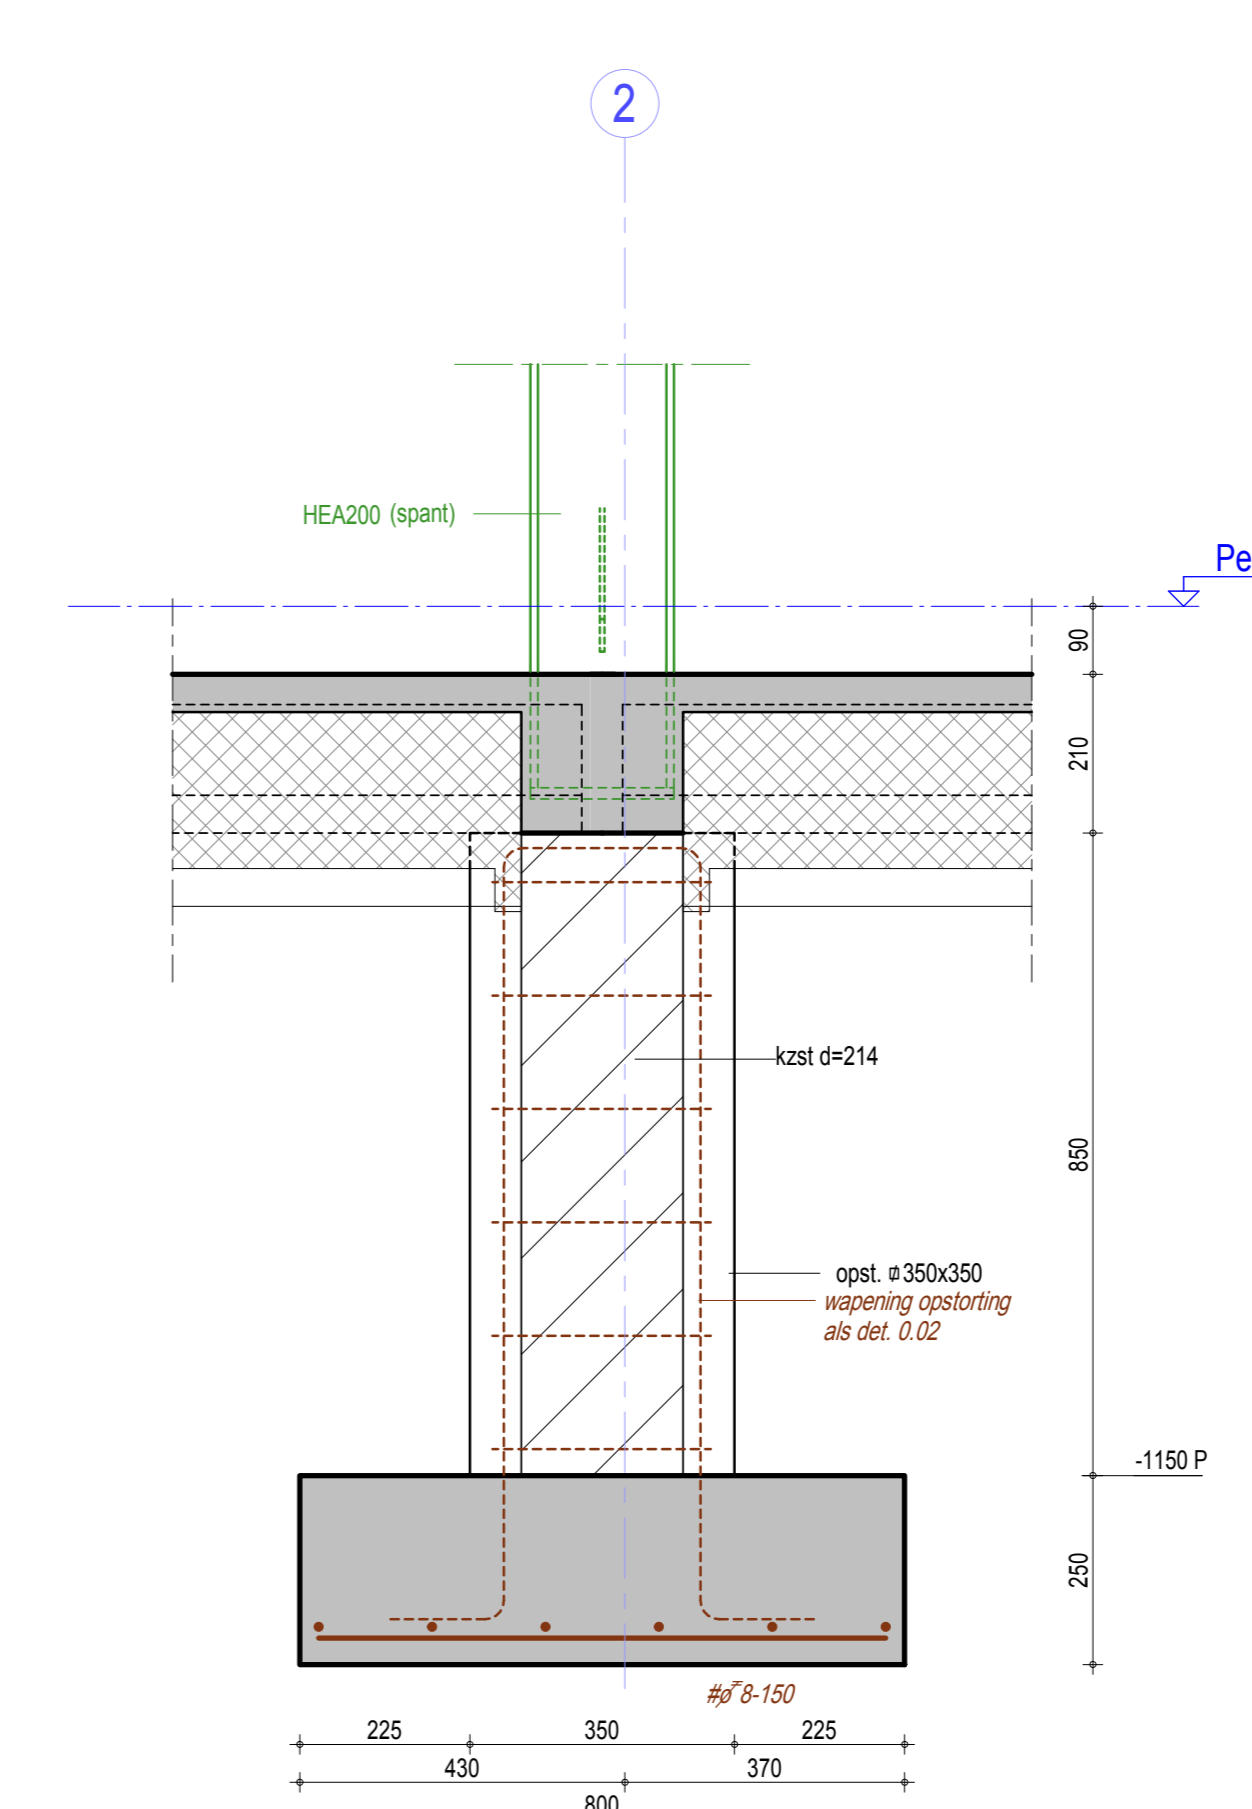 2
HEA200 (spant)
Pe
90
210
kzst d=214
850
opst. ⌀350x350
wapening opstorting
als det. 0.02
-1150 P
250
#ø 8-150
225 350 225
430 370
800